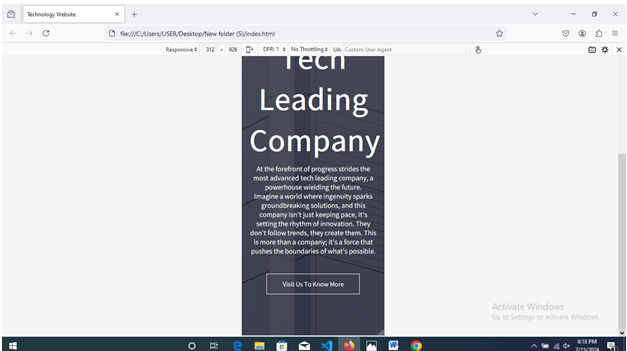 Technology Website
file:///C:/Users/USER/Desktop/New folder (5)/index.html
Responsive 312 × 926 DPR: 1 No Throttling UA: Custom User Agent
Tech
Leading
Company
At the forefront of progress strides the
most advanced tech leading company, a
powerhouse wielding the future.
Imagine a world where ingenuity sparks
groundbreaking solutions, and this
company isn't just keeping pace, it's
setting the rhythm of innovation. They
don't follow trends, they create them. This
is more than a company; it's a force that
pushes the boundaries of what's possible.
Visit Us To Know More
Activate Windows
Go to Settings to activate Windows.
6:18 PM
7/15/2024